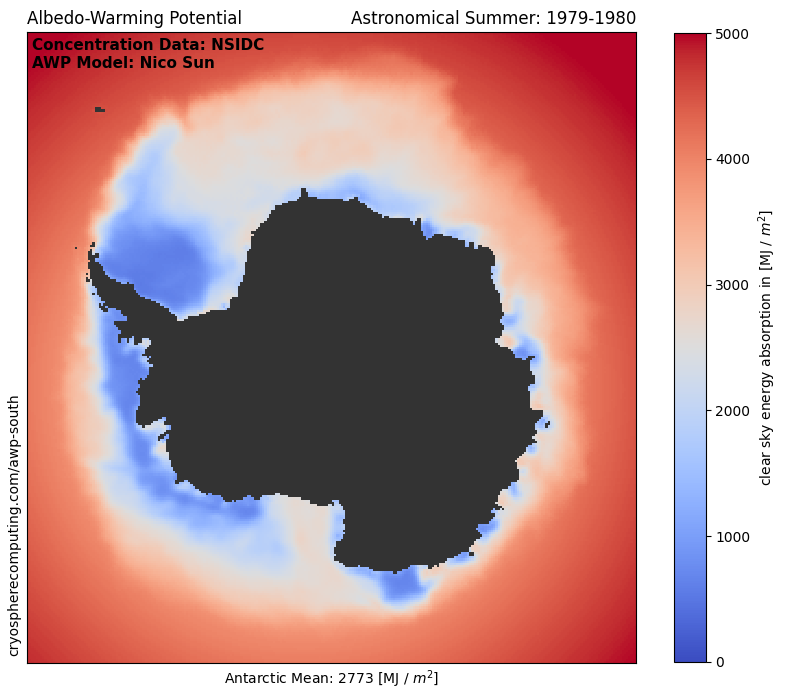 Albedo-Warming Potential
Astronomical Summer: 1979-1980
Concentration Data: NSIDC
AWP Model: Nico Sun
cryospherecomputing.com/awp-south
5000
4000
3000
2000
1000
0
clear sky energy absorption in [MJ / m²]
Antarctic Mean: 2773 [MJ / m²]